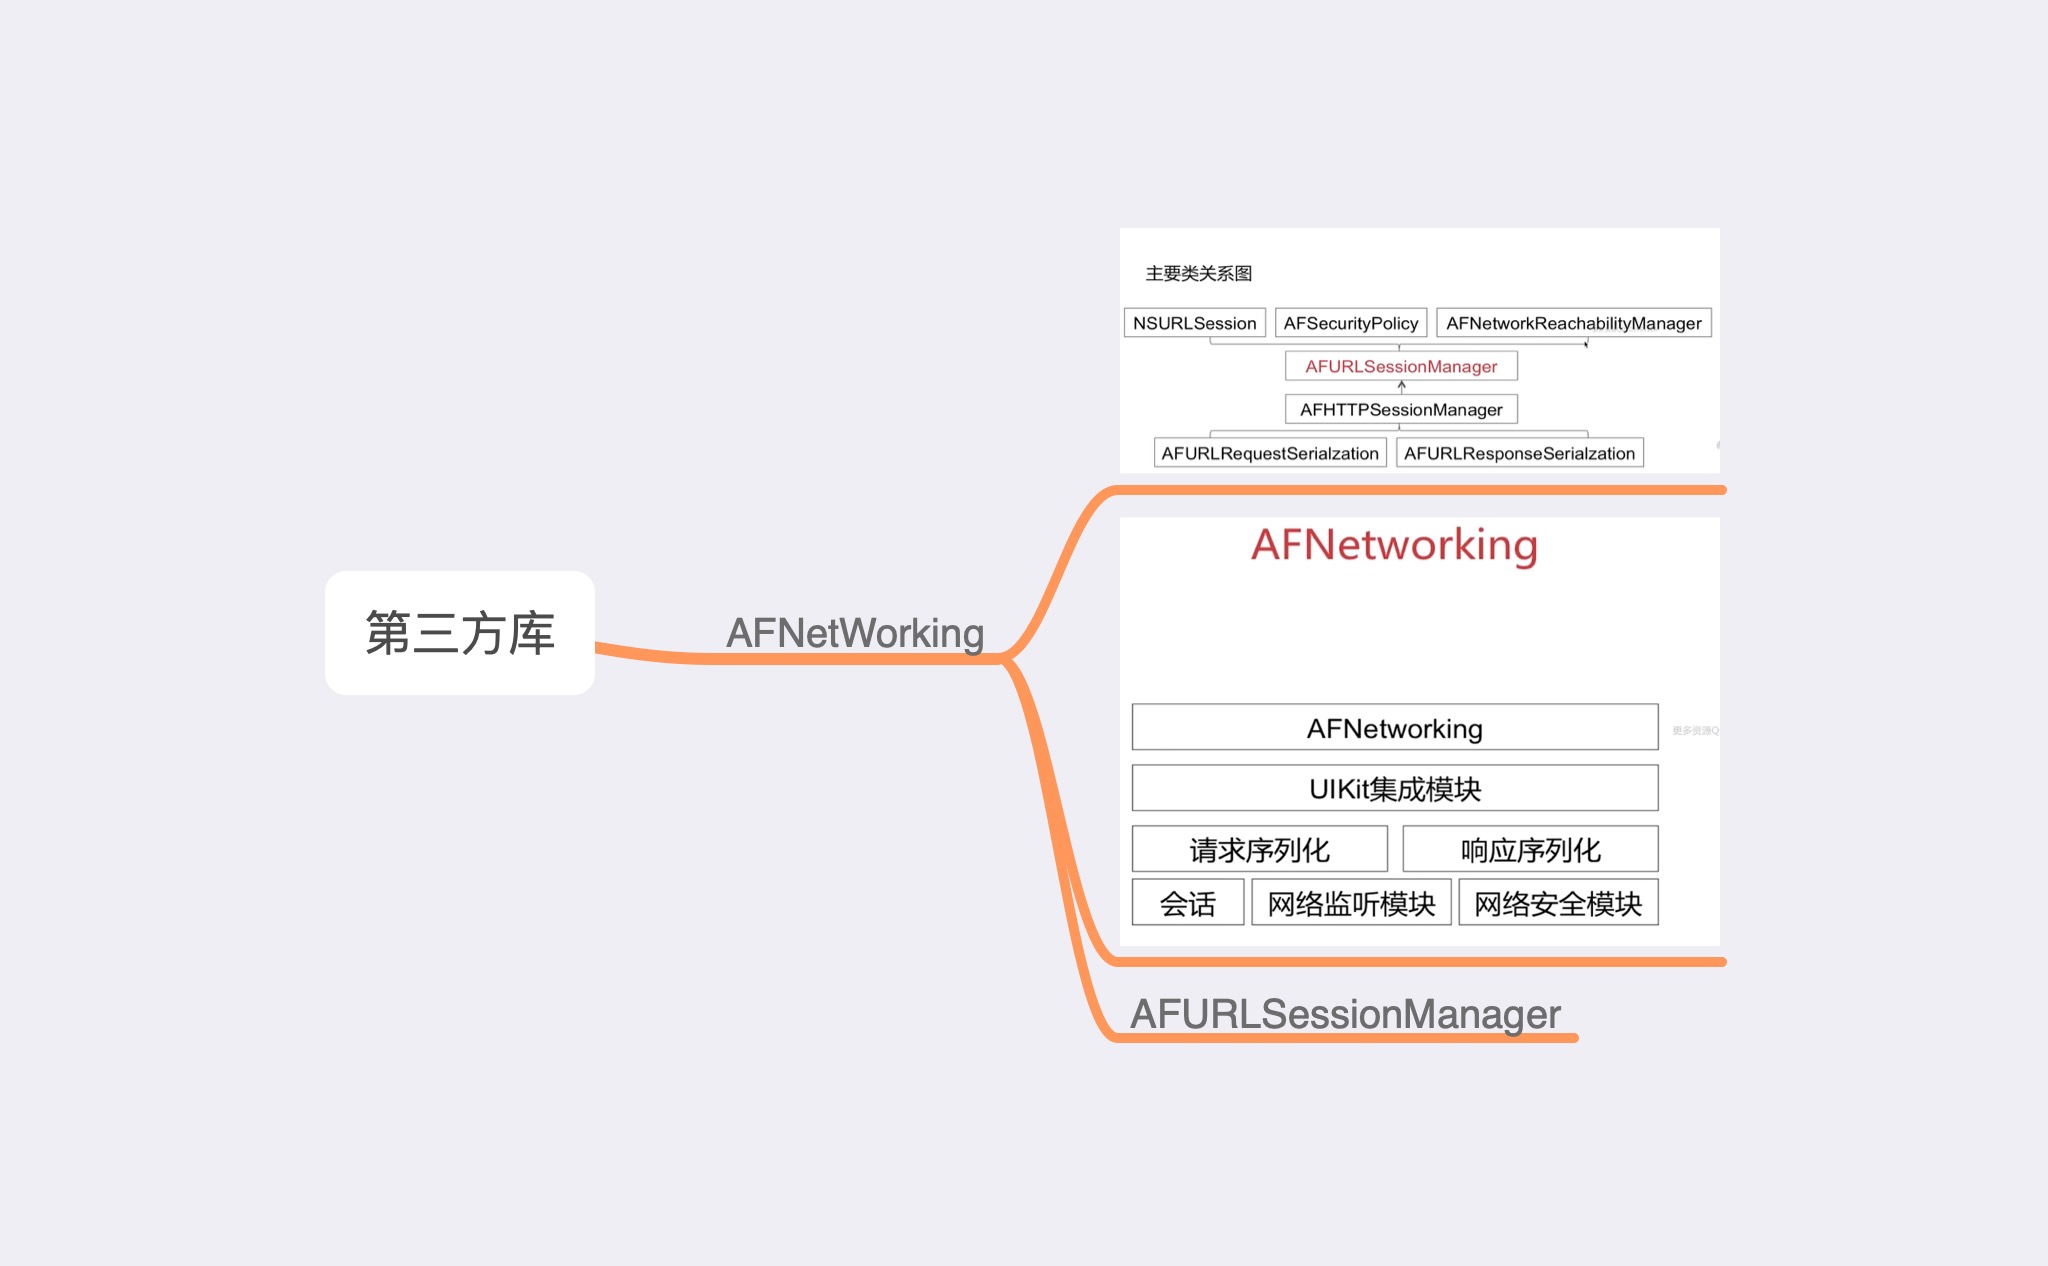 第三方库
AFNetWorking
主要类关系图
NSURLSession AFSecurityPolicy AFNetworkReachabilityManager
AFURLSessionManager
AFHTTPSessionManager
AFURLRequestSerialzation AFURLResponseSerialzation
AFNetworking
AFNetworking
更多资源Q
UIKit集成模块
请求序列化 响应序列化
会话 网络监听模块 网络安全模块
AFURLSessionManager